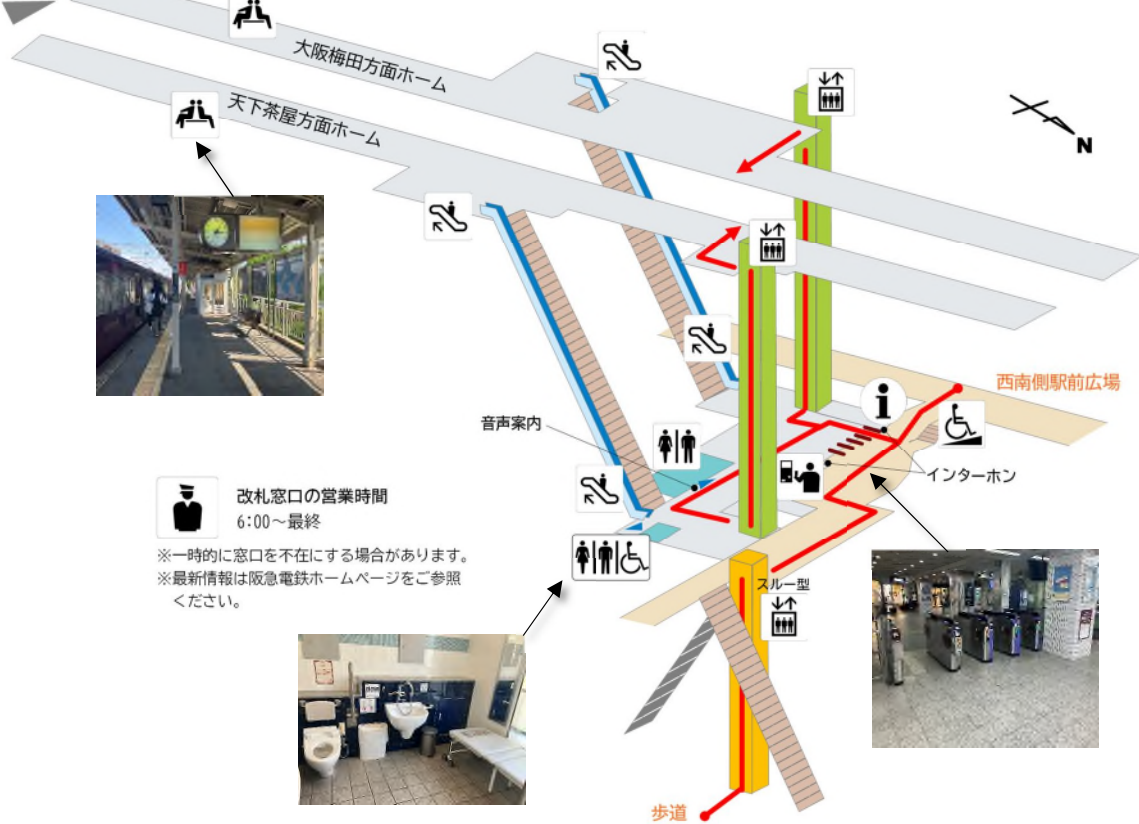 大阪梅田方面ホーム
天下茶屋方面ホーム
N
西南側駅前広場
音声案内
インターホン
改札窓口の営業時間
6:00～最終
※一時的に窓口を不在にする場合があります。
※最新情報は阪急電鉄ホームページをご参照
ください。
スルー型
歩道